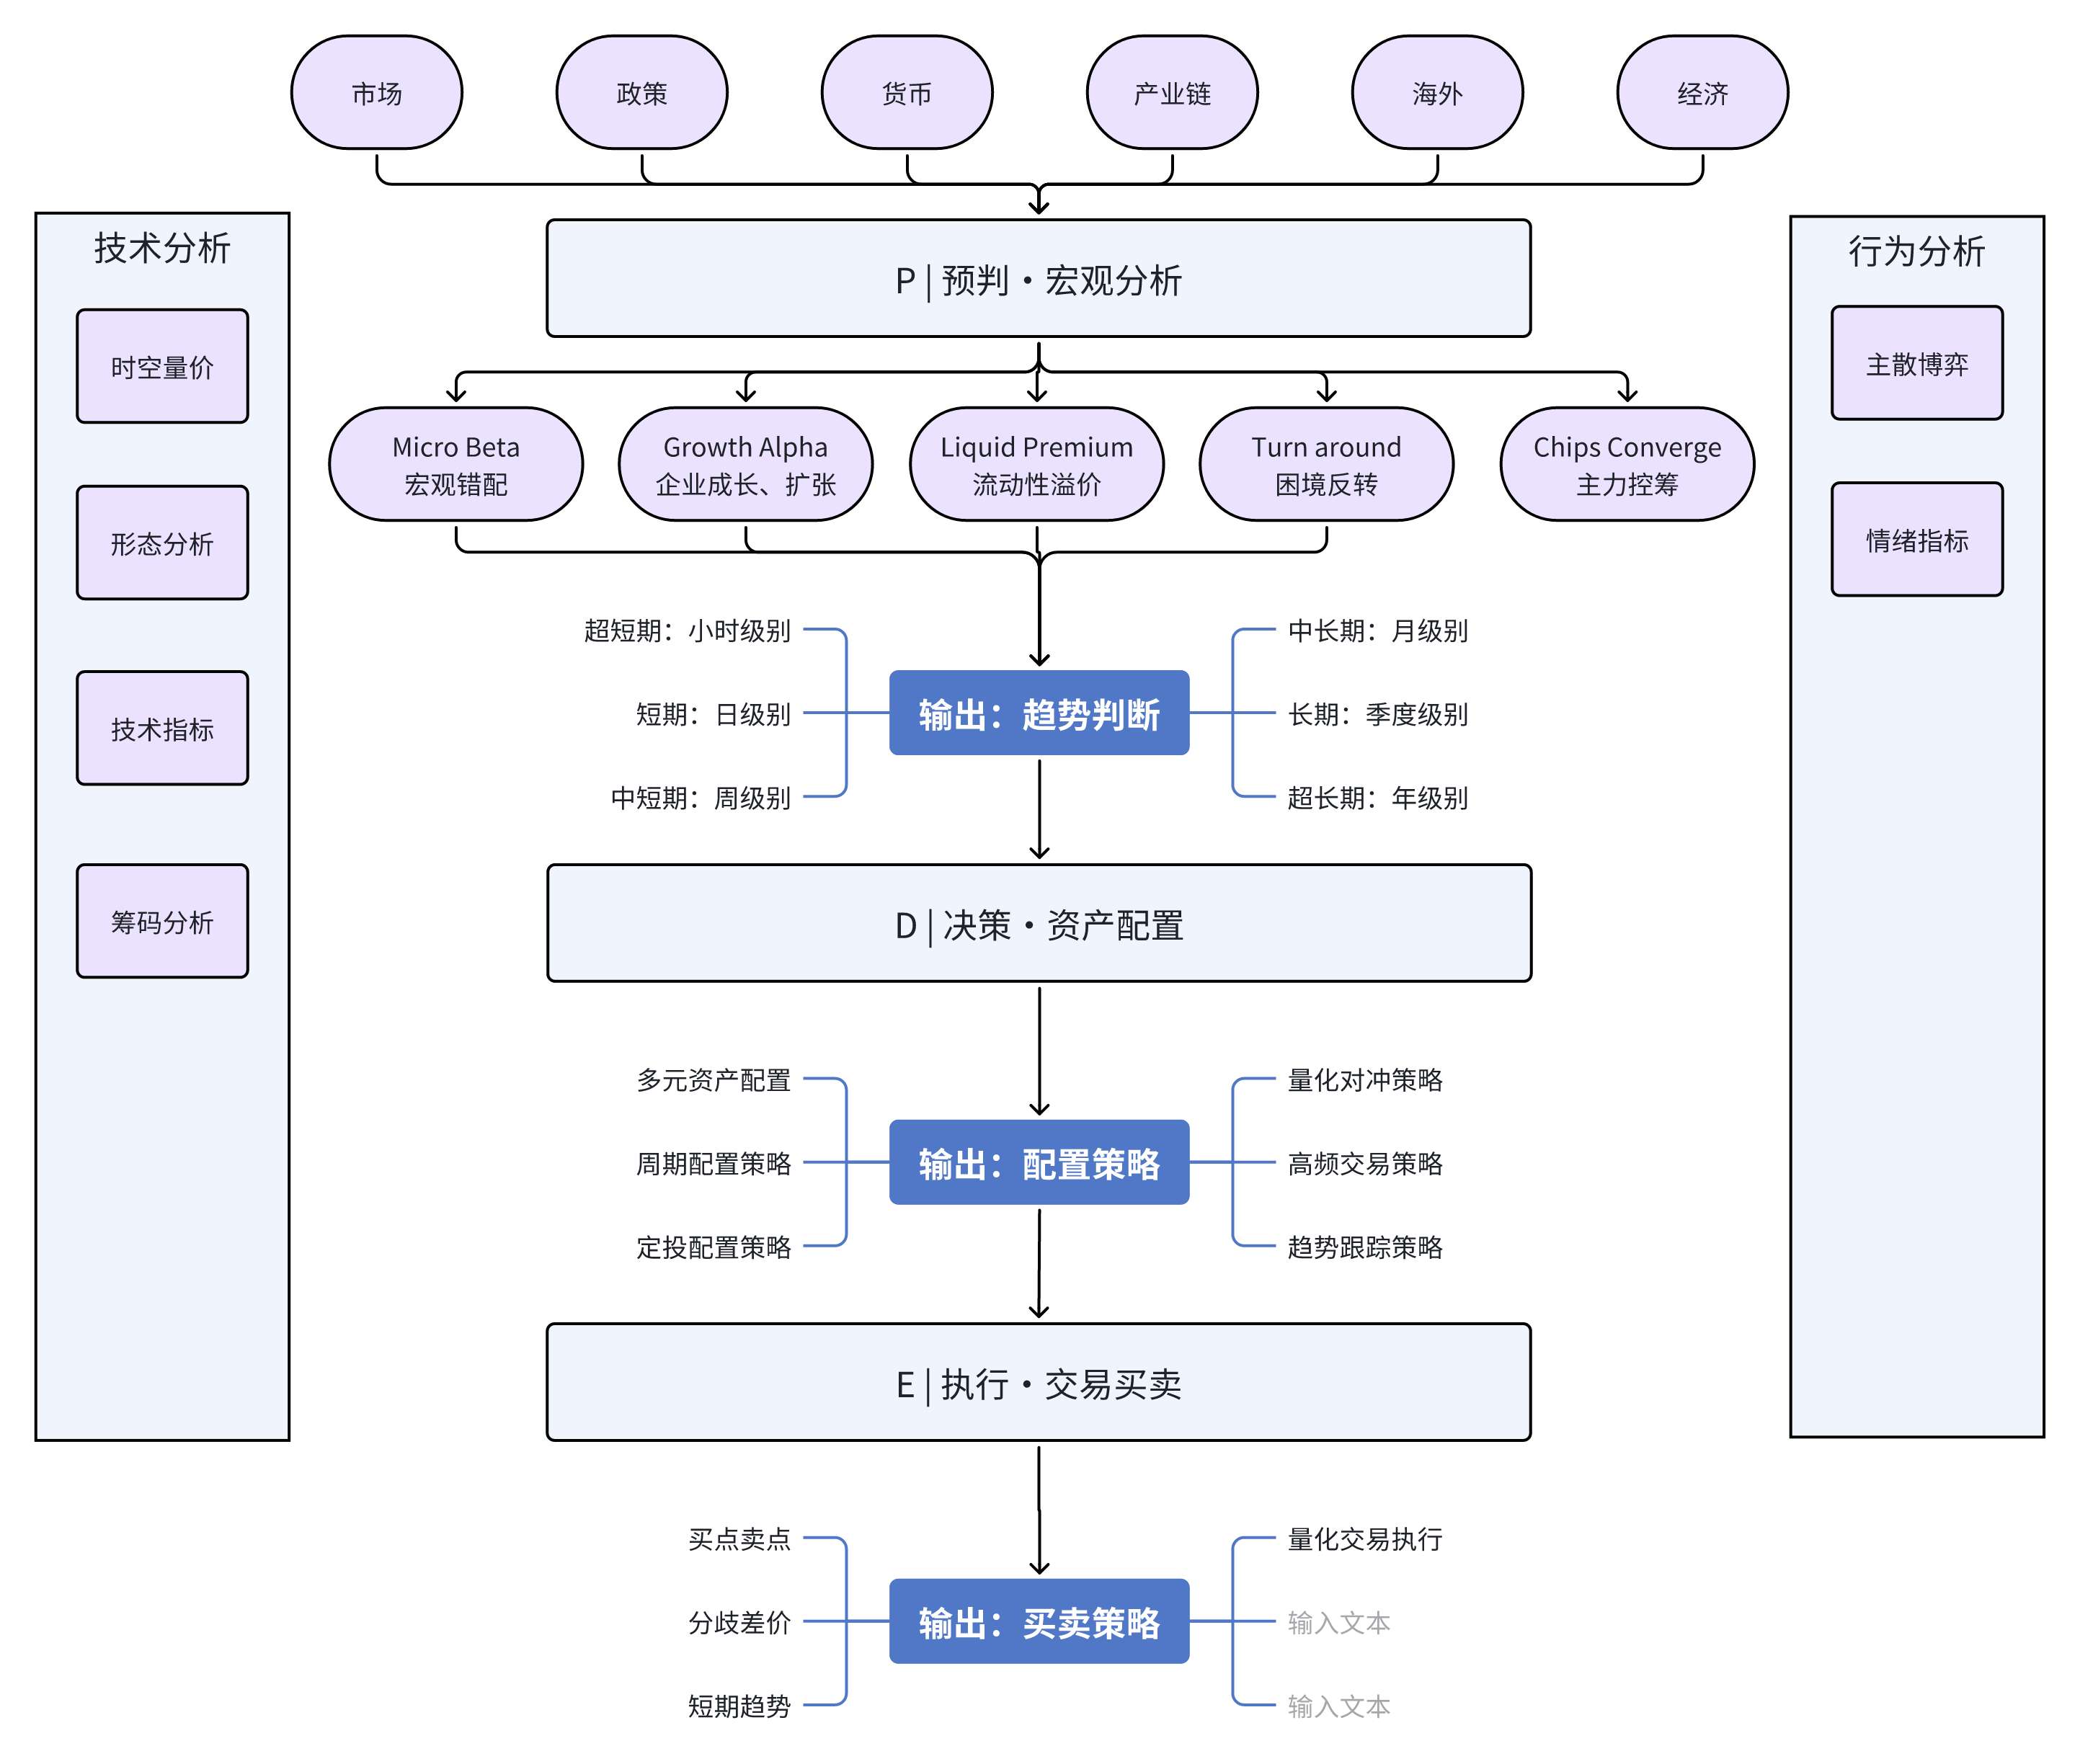 市场
政策
货币
产业链
海外
经济
技术分析
时空量价
形态分析
技术指标
筹码分析
P | 预判・宏观分析
Micro Beta
宏观错配
Growth Alpha
企业成长、扩张
Liquid Premium
流动性溢价
Turn around
困境反转
Chips Converge
主力控筹
超短期：小时级别
短期：日级别
中短期：周级别
输出：趋势判断
中长期：月级别
长期：季度级别
超长期：年级别
D | 决策・资产配置
多元资产配置
周期配置策略
定投配置策略
输出：配置策略
量化对冲策略
高频交易策略
趋势跟踪策略
E | 执行・交易买卖
买点卖点
分歧差价
短期趋势
输出：买卖策略
量化交易执行
输入文本
输入文本
行为分析
主散博弈
情绪指标